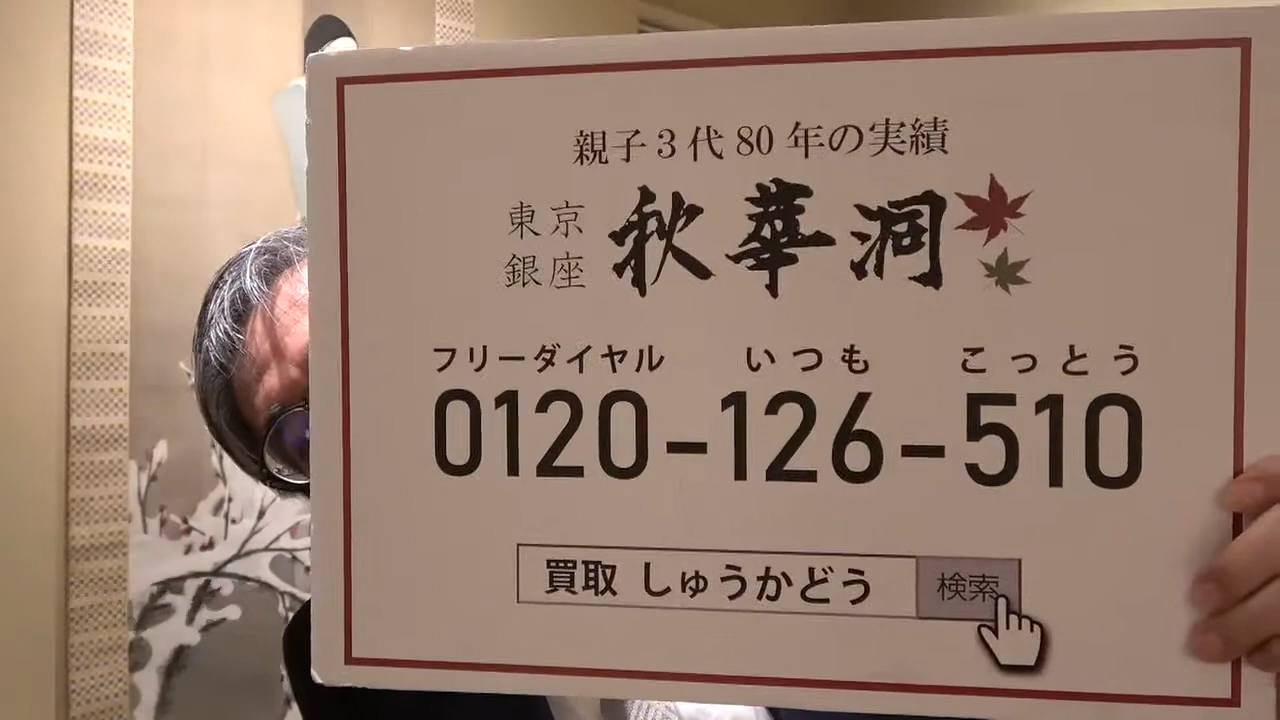 親子3代80年の実績
東京
銀座
秋華洞
フリーダイヤル いつも こっとう
0120-126-510
買取 しゅうかどう 検索